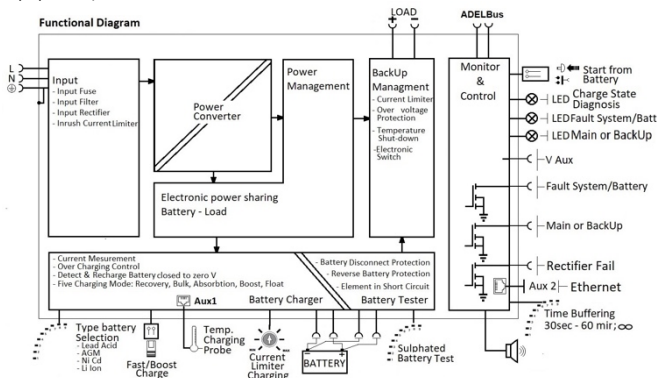 Functional Diagram
LOAD
+ -
ADELBus
L
N
Input
- Input Fuse
- Input Filter
- Input Rectifier
- Inrush CurrentLimiter
Power
Converter
Power
Management
BackUp
Managment
- Current Limiter
- Over voltage
Protection
- Temperature
Shut-down
-Electronic
Switch
Monitor
&
Control
Start from
Battery
LED Charge State
Diagnosis
LEDFault System/Batt
LED Main or BackUp
V Aux
Fault System/Battery
Main or BackUp
Rectifier Fail
Aux 2 Ethernet
Time Buffering
30sec - 60 mir; ∞
Electronic power sharing
Battery - Load
- Current Mesurement
- Over Charging Control
- Detect & Recharge Battery closed to zero V
- Five Charging Mode: Recovery, Bulk, Absorbtion, Boost, Float
Aux1
Battery Charger
- Battery Disconnect Protection
- Reverse Battery Protection
- Element in Short Circuit
Battery Tester
Type battery
Selection
- Lead Acid
- AGM
- Ni Cd
- Li Ion
Fast/Boost
Charge
Temp.
Charging
Probe
Current
Limiter
Charging
- +
BATTERY
Sulphated
Battery Test